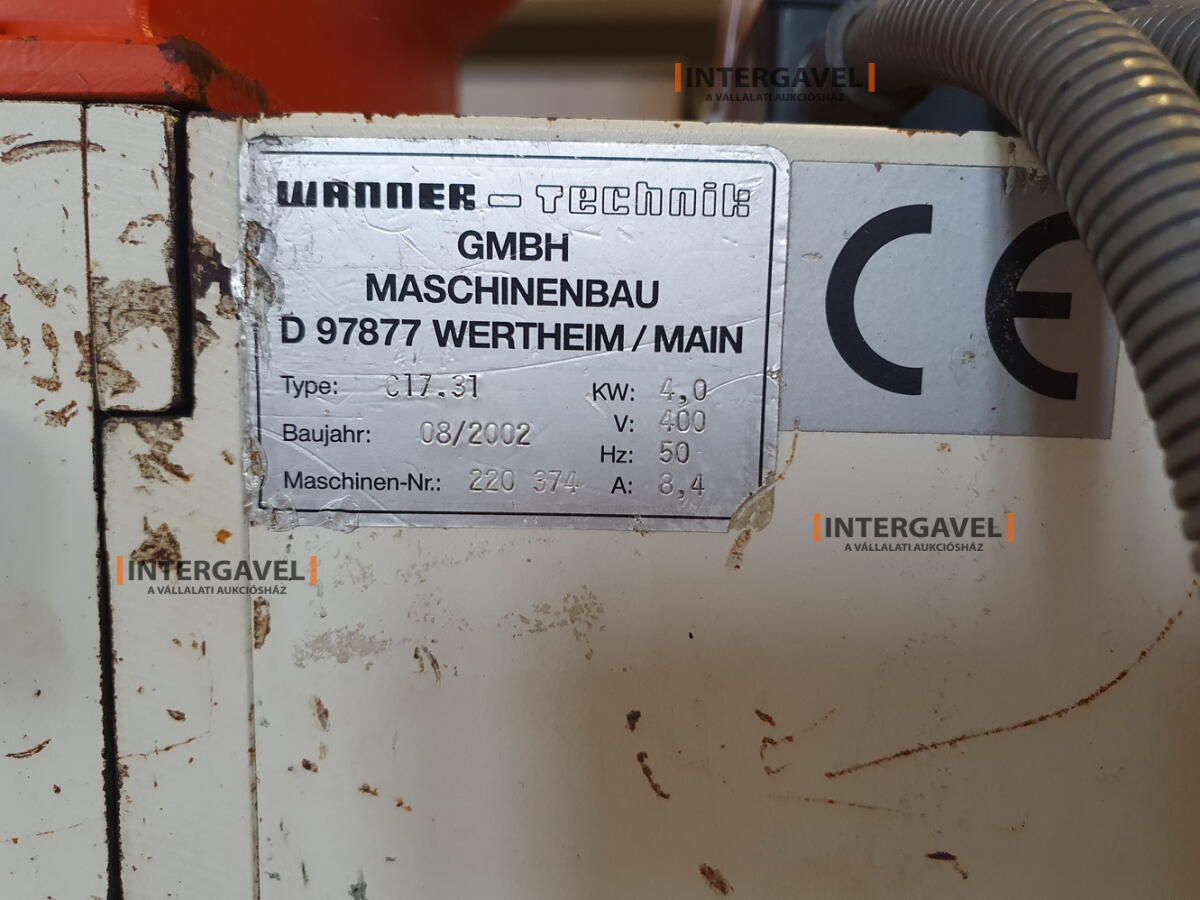 INTERGAVEL
A VÁLLALATI AUKCIÓSHÁZ
WANNER - Technik
GMBH
MASCHINENBAU
D 97877 WERTHEIM / MAIN
Type: C17.31 KW: 4,0
V: 400
Baujahr: 08/2002
Hz: 50
Maschinen-Nr.: 220 374 A: 8,4
CE
INTERGAVEL
A VÁLLALATI AUKCIÓSHÁZ
INTERGAVEL
A VÁLLALATI AUKCIÓSHÁZ